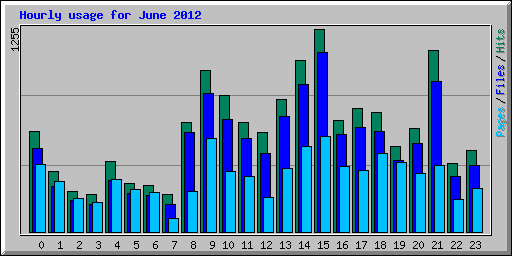 Hourly usage for June 2012
1255
Pages/Files/Hits
0 1 2 3 4 5 6 7 8 9 10 11 12 13 14 15 16 17 18 19 20 21 22 23